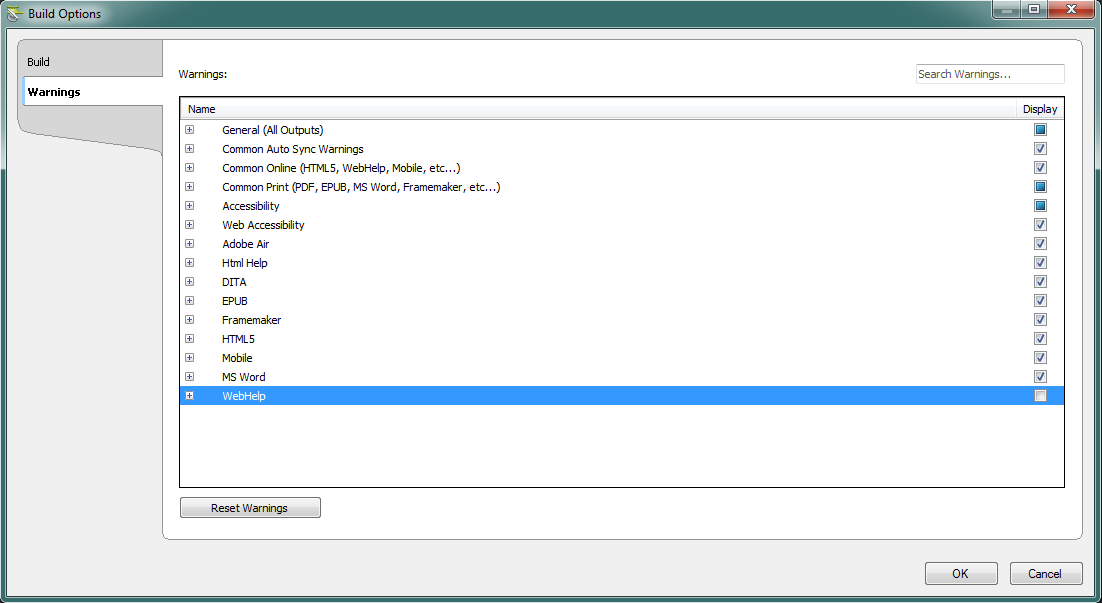 Build Options
Build
Warnings
Warnings:
Search Warnings...
Name Display
General (All Outputs)
Common Auto Sync Warnings
Common Online (HTML5, WebHelp, Mobile, etc...)
Common Print (PDF, EPUB, MS Word, Framemaker, etc...)
Accessibility
Web Accessibility
Adobe Air
Html Help
DITA
EPUB
Framemaker
HTML5
Mobile
MS Word
WebHelp
Reset Warnings
OK Cancel